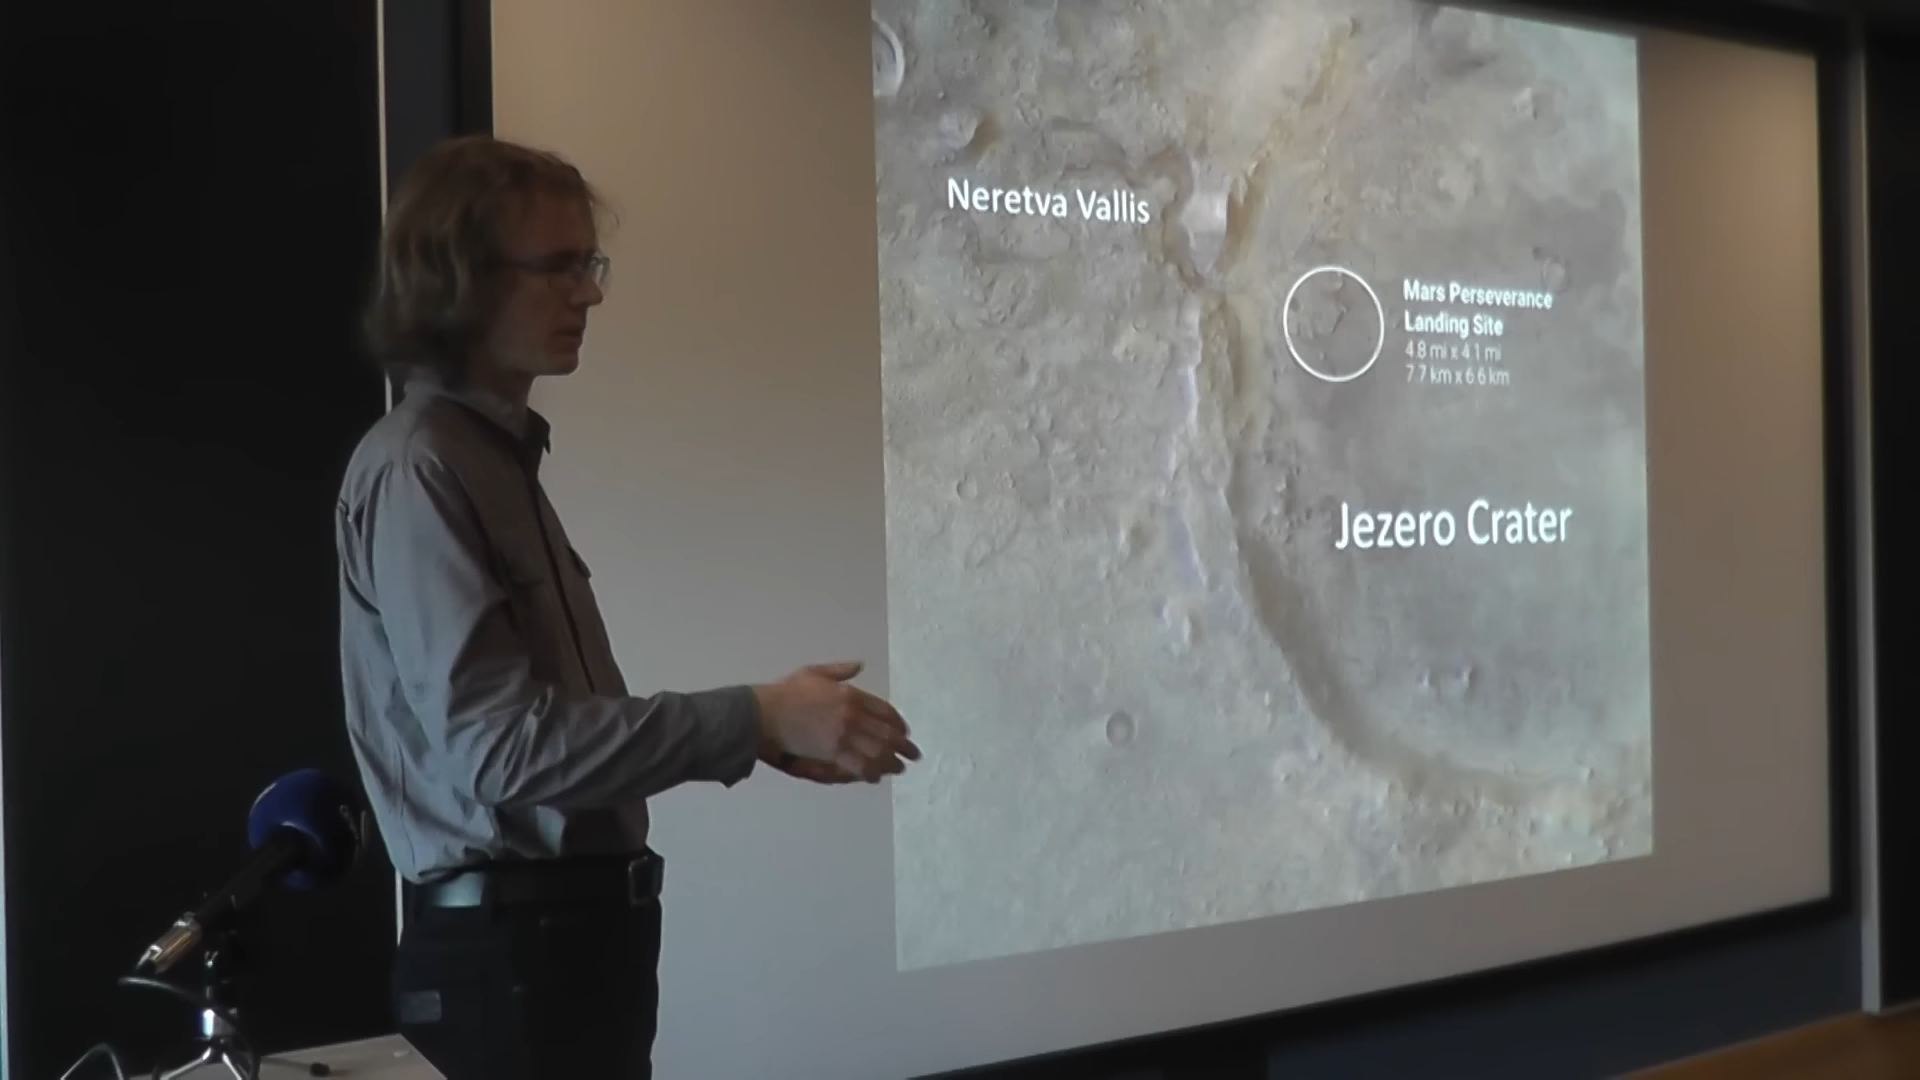 Neretva Vallis
Mars Perseverance
Landing Site
4.8 mi x 4.1 mi
7.7 km x 6.6 km
Jezero Crater